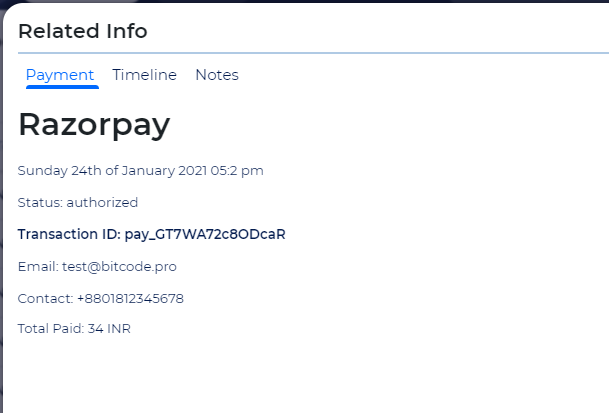 Related Info
Payment Timeline Notes
Razorpay
Sunday 24th of January 2021 05:2 pm
Status: authorized
Transaction ID: pay_GT7WA72c8ODcaR
Email: test@bitcode.pro
Contact: +8801812345678
Total Paid: 34 INR